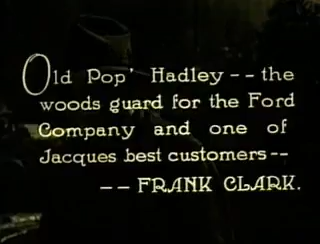 Old Pop' Hadley -- the
woods guard for the Ford
Company and one of
Jacques best customers --
-- FRANK CLARK.